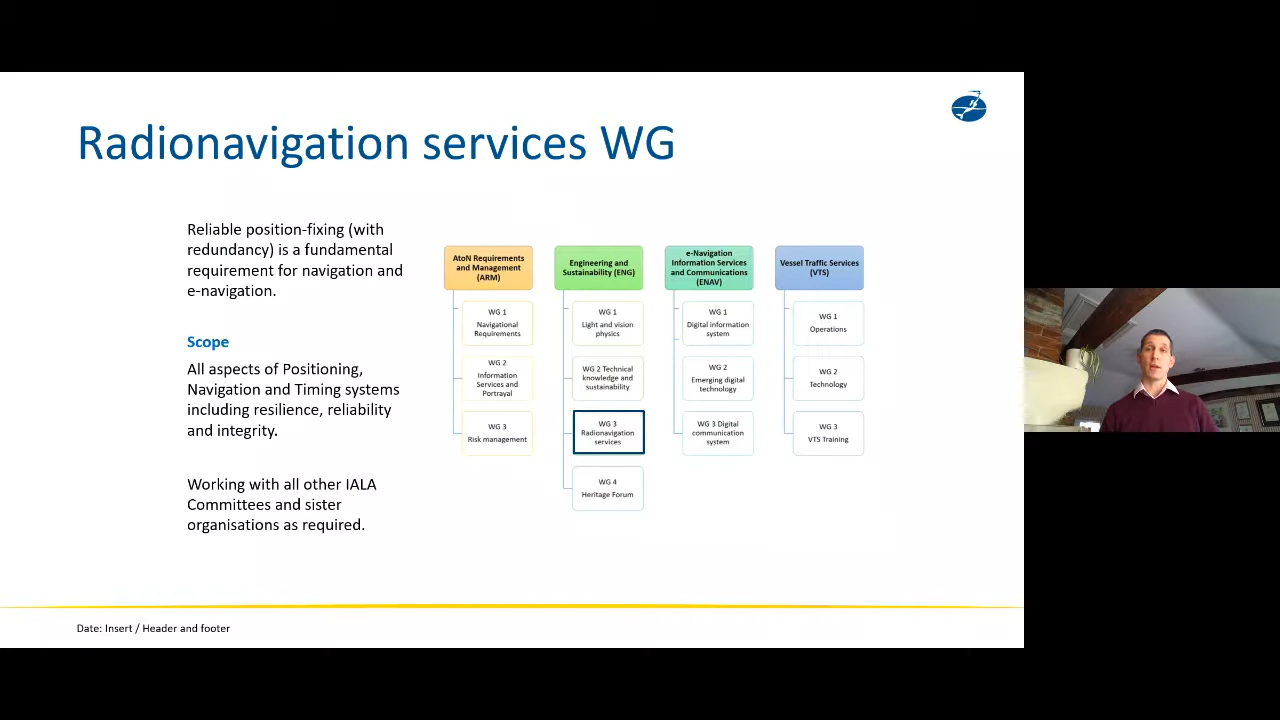 Radionavigation services WG
Reliable position-fixing (with
redundancy) is a fundamental
requirement for navigation and
e-navigation.
Scope
All aspects of Positioning,
Navigation and Timing systems
including resilience, reliability
and integrity.
Working with all other IALA
Committees and sister
organisations as required.
AtoN Requirements
and Management
(ARM)
WG 1
Navigational
Requirements
WG 2
Information
Services and
Portrayal
WG 3
Risk management
Engineering and
Sustainability (ENG)
WG 1
Light and vision
physics
WG 2 Technical
knowledge and
sustainability
WG 3
Radionavigation
services
WG 4
Heritage Forum
e-Navigation
Information Services
and Communications
(ENAV)
WG 1
Digital information
system
WG 2
Emerging digital
technology
WG 3 Digital
communication
system
Vessel Traffic Services
(VTS)
WG 1
Operations
WG 2
Technology
WG 3
VTS Training
Date: Insert / Header and footer